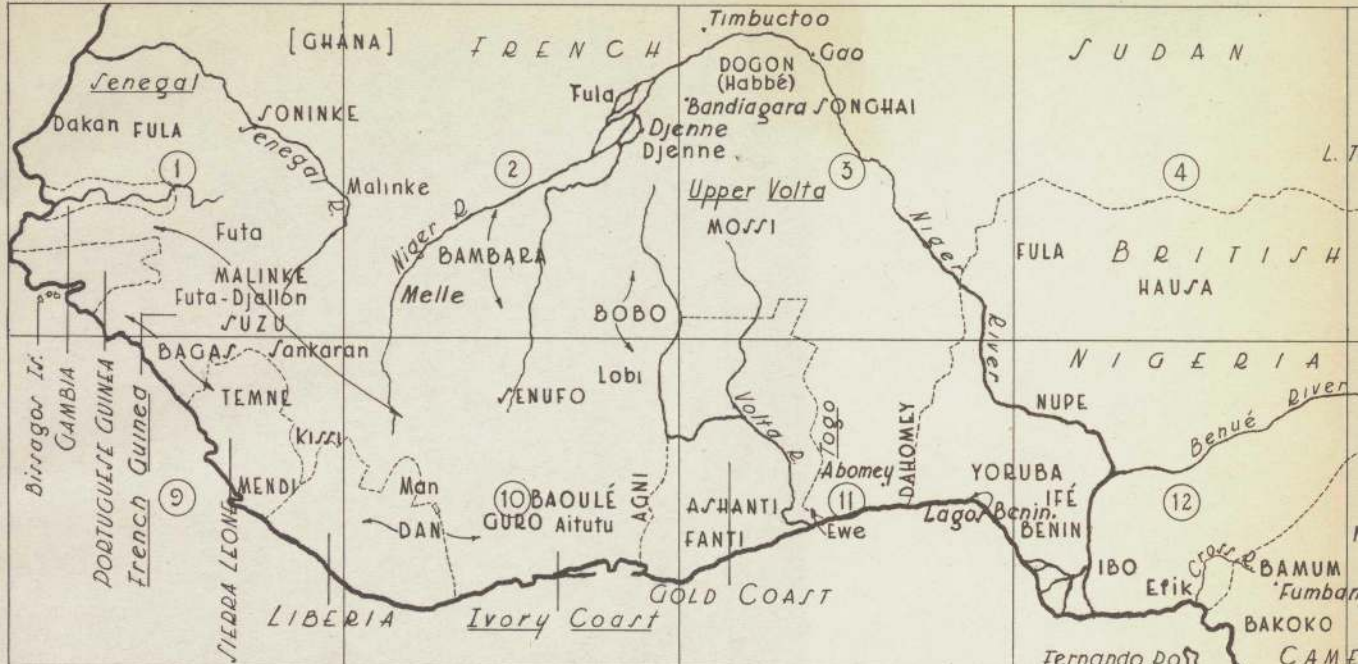 [GHANA]
FRENCH
SUDAN
Timbuctoo
Gao
DOGON
(Habbé)
Bandiagara
SONGHAI
Fula
Djenne
Djenne
Senegal
SONINKE
Dakan
FULA
Senegal
R.
Malinke
1
2
3
4
L. T
Futa
MALINKE
Futa-Djallon
SUZU
Niger R
BAMBARA
Melle
Upper Volta
MOSSI
BOBO
Niger
River
FULA
BRITISH
HAUSA
NIGERIA
BAGAS
Sankaran
TEMNE
KISSI
MENDI
Lobi
SENUFO
Volta R.
Togo
Abomey
DAHOMEY
NUPE
Benué River
Bissagos Is.
GAMBIA
PORTUGUESE GUINEA
French Guinea
SIERRA LEONE
9
10
11
12
Man
DAN
BAOULÉ
GURO
Aitutu
AGNI
ASHANTI
FANTI
Ewe
YORUBA
IFÉ
Lagos
Benin.
BENIN
IBO
Efik
Cross R.
BAMUM
Fumban
BAKOKO
LIBERIA
Ivory Coast
GOLD COAST
Fernando Po
CAME